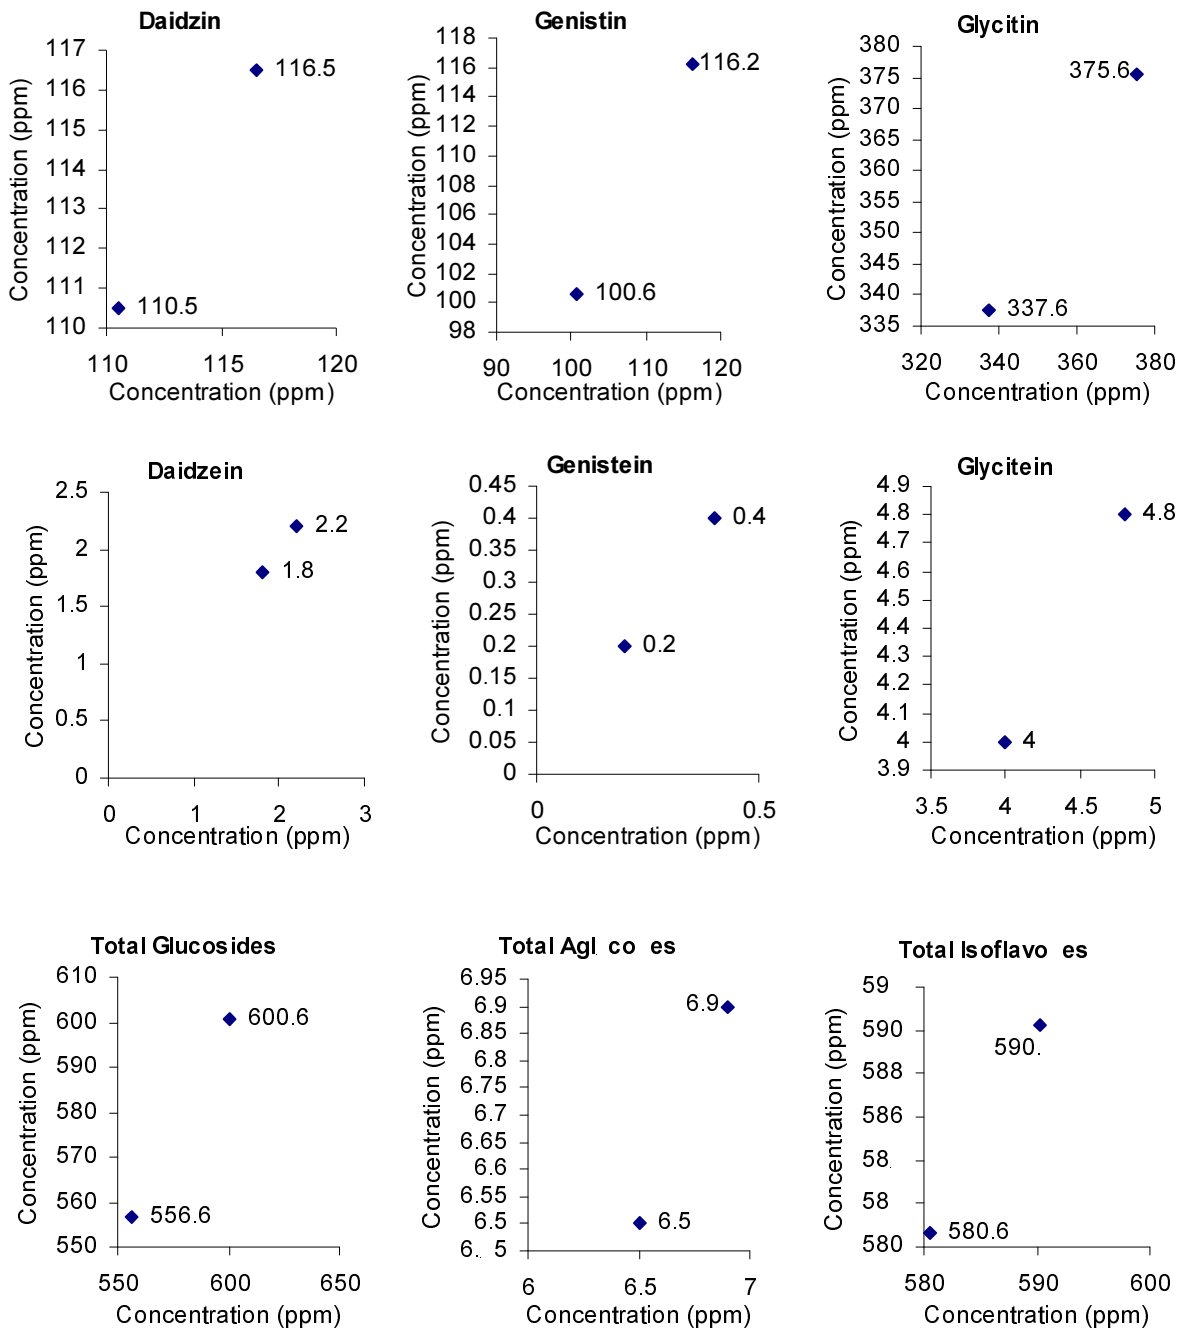 Daidzin
Concentration (ppm)
117
116
115
114
113
112
111
110
116.5
110.5
110 115 120
Concentration (ppm)
Genistin
Concentration (ppm)
118
116
114
112
110
108
106
104
102
100
98
116.2
100.6
90 100 110 120
Concentration (ppm)
Glycitin
Concentration (ppm)
380
375
370
365
360
355
350
345
340
335
375.6
337.6
320 340 360 380
Concentration (ppm)
Daidzein
Concentration (ppm)
2.5
2
1.5
1
0.5
0
2.2
1.8
0 1 2 3
Concentration (ppm)
Genistein
Concentration (ppm)
0.45
0.4
0.35
0.3
0.25
0.2
0.15
0.1
0.05
0
0.4
0.2
0 0.5
Concentration (ppm)
Glycitein
Concentration (ppm)
4.9
4.8
4.7
4.6
4.5
4.4
4.3
4.2
4.1
4
3.9
4.8
4
3.5 4 4.5 5
Concentration (ppm)
Total Glucosides
Concentration (ppm)
610
600
590
580
570
560
550
600.6
556.6
550 600 650
Concentration (ppm)
Total Agl co es
Concentration (ppm)
6.95
6.9
6.85
6.8
6.75
6.7
6.65
6.6
6.55
6.5
6. 5
6.9
6.5
6 6.5 7
Concentration (ppm)
Total Isoflavo es
Concentration (ppm)
59
590
588
586
58
58
580
590.
580.6
580 590 600
Concentration (ppm)